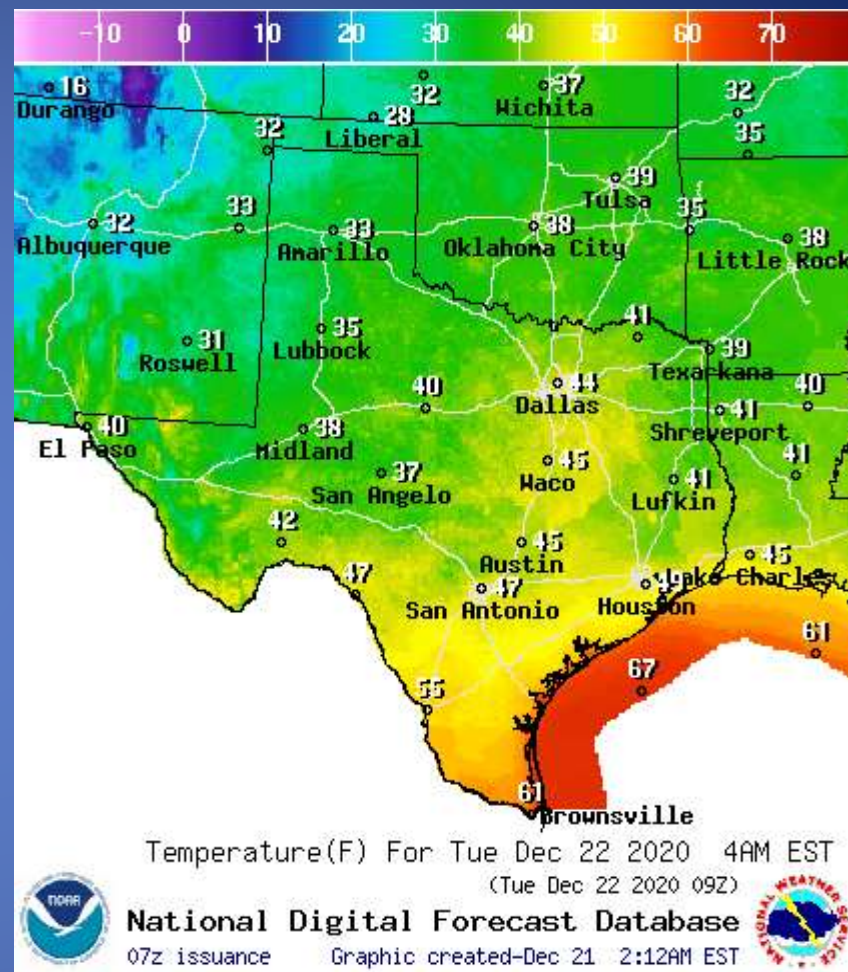 -10 0 10 20 30 40 50 60 70
16
Durango
32
28
Liberal
37
Wichita
32
32
35
39
Tulsa
32
Albuquerque
33
33
Amarillo
38
Oklahoma City
35
38
Little Rock
31
Roswell
35
Lubbock
41
39
Texarkana
44
Dallas
40
40
El Paso
38
Midland
41
Shreveport
40
37
San Angelo
45
Waco
41
Lufkin
41
42
45
Austin
45
Lake Charles
47
47
San Antonio
49
Houston
61
67
55
61
Brownsville
Temperature(F) For Tue Dec 22 2020 4AM EST
(Tue Dec 22 2020 09Z)
National Digital Forecast Database
07z issuance Graphic created-Dec 21 2:12AM EST
NOAA
NATIONAL WEATHER SERVICE